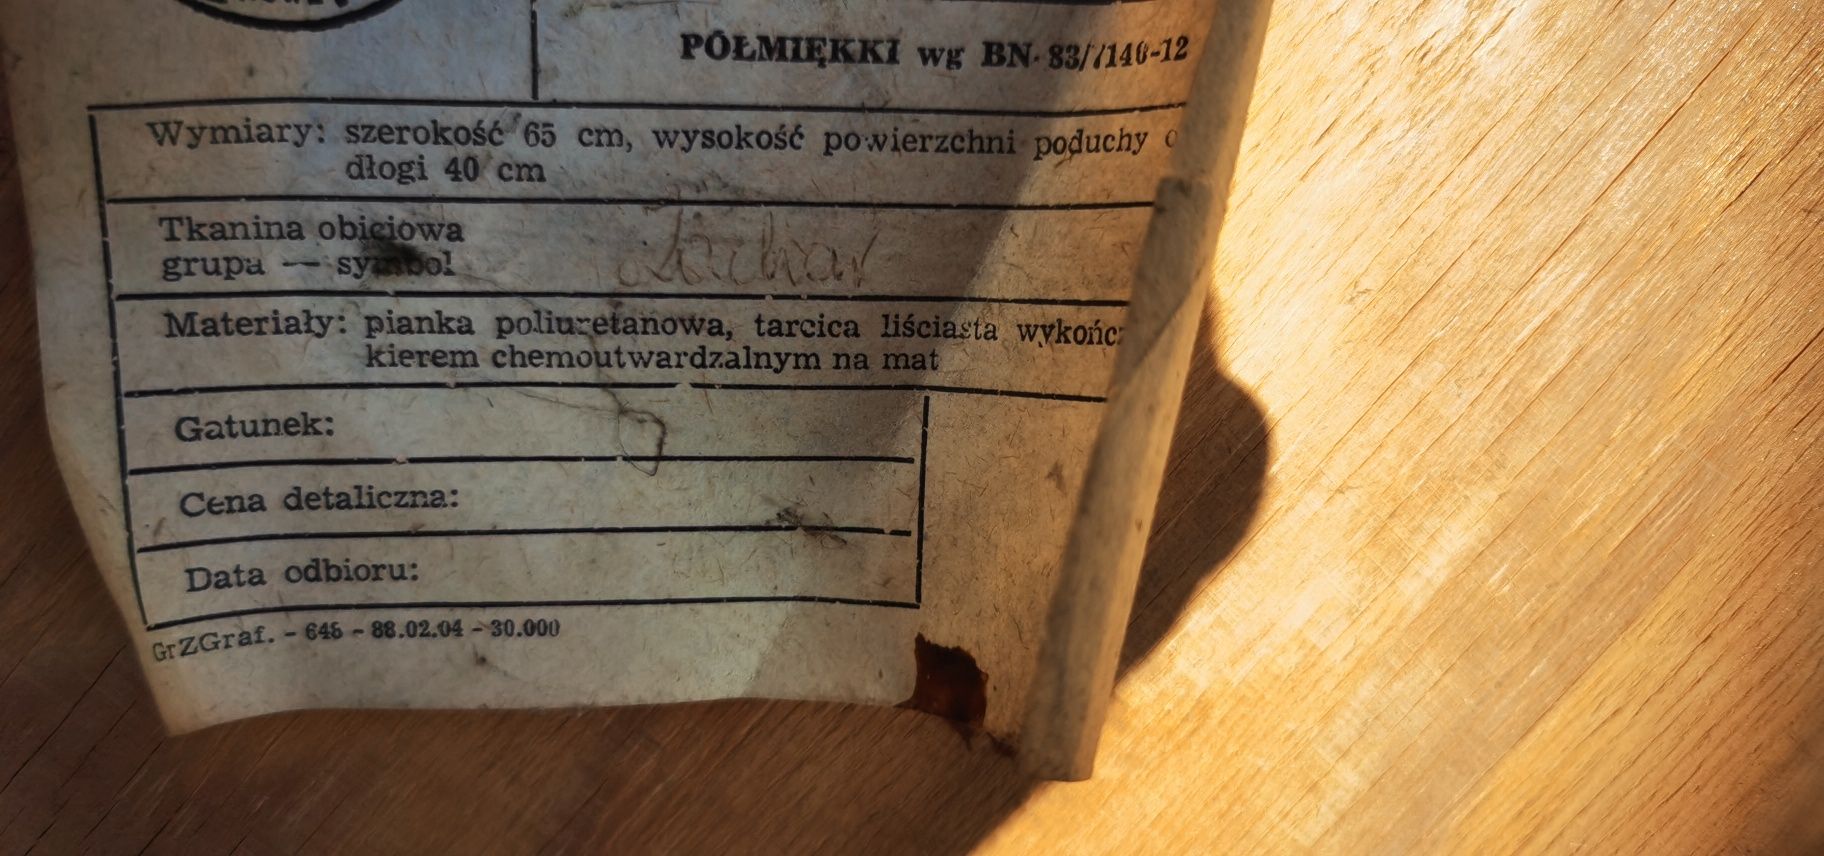 PÓŁMIĘKKI wg BN- 83/7140-12
Wymiary: szerokość 65 cm, wysokość powierzchni poduchy
długi 40 cm
Tkanina obiciowa
grupa — symbol
Materiały: pianka poliuretanowa, tarcica liściasta wykońc
kierem chemoutwardzalnym na mat
Gatunek:
Cena detaliczna:
Data odbioru:
GrZGraf. - 645 - 88.02.04 - 30.000